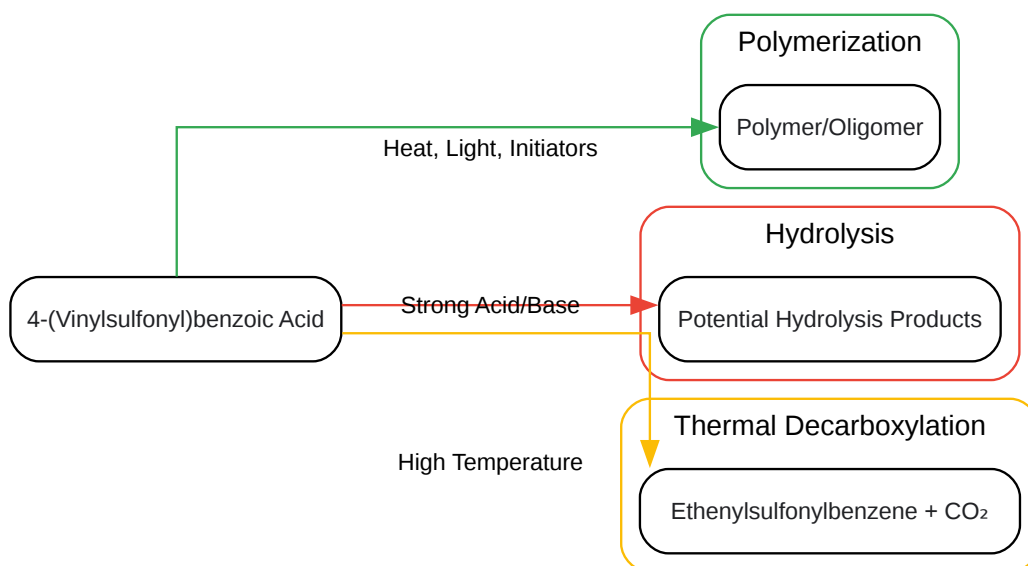 Polymerization
Polymer/Oligomer
Heat, Light, Initiators
Hydrolysis
4-(Vinylsulfonyl)benzoic Acid
Strong Acid/Base
Potential Hydrolysis Products
Thermal Decarboxylation
High Temperature
Ethenylsulfonylbenzene + CO₂